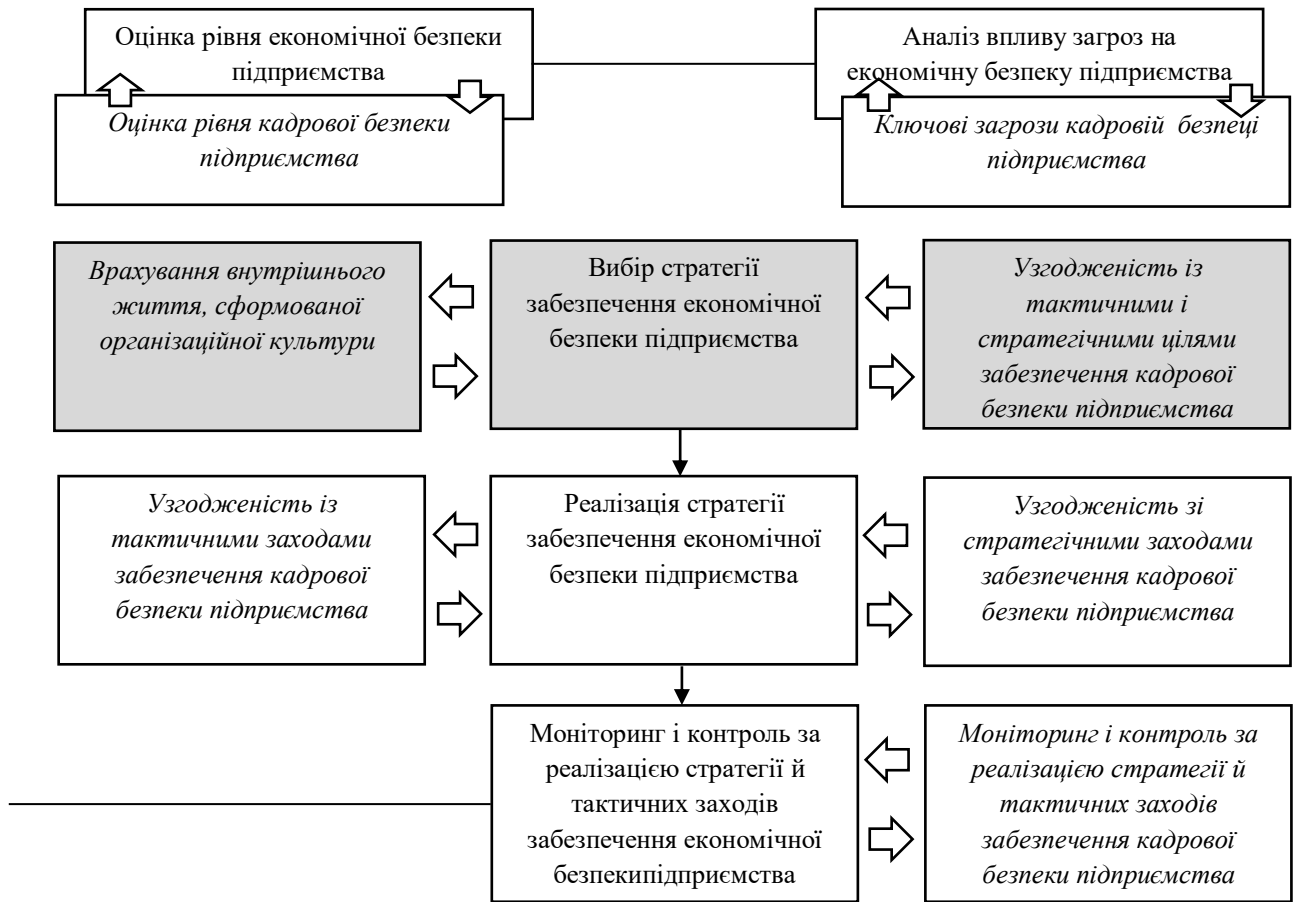 Оцінка рівня економічної безпеки
підприємства
Оцінка рівня кадрової безпеки
підприємства
Аналіз впливу загроз на
економічну безпеку підприємства
Ключові загрози кадровій безпеці
підприємства
Врахування внутрішнього
життя, сформованої
організаційної культури
Вибір стратегії
забезпечення економічної
безпеки підприємства
Узгодженість із
тактичними і
стратегічними цілями
забезпечення кадрової
безпеки підприємства
Узгодженість із
тактичними заходами
забезпечення кадрової
безпеки підприємства
Реалізація стратегії
забезпечення економічної
безпеки підприємства
Узгодженість зі
стратегічними заходами
забезпечення кадрової
безпеки підприємства
Моніторинг і контроль за
реалізацією стратегії й
тактичних заходів
забезпечення економічної
безпекипідприємства
Моніторинг і контроль за
реалізацією стратегії й
тактичних заходів
забезпечення кадрової
безпеки підприємства